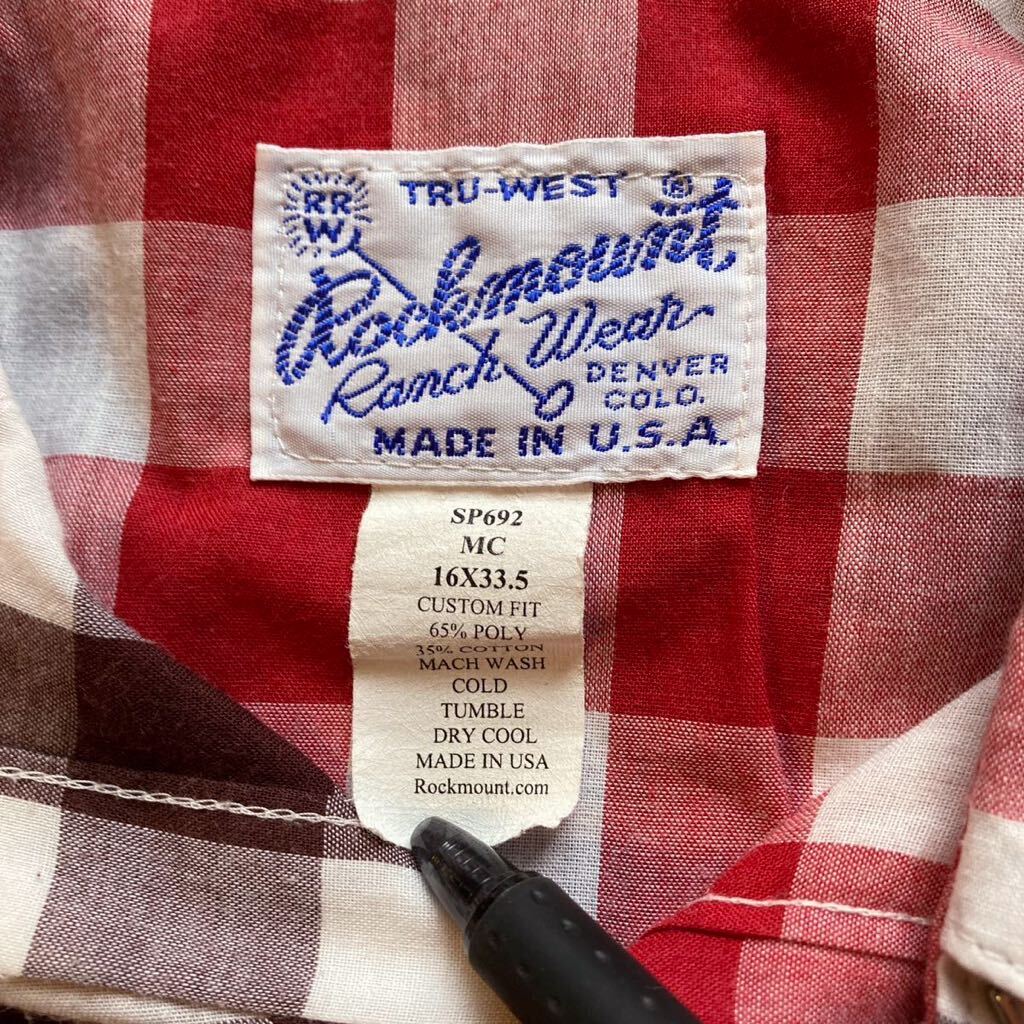 RR
W
TRU-WEST ®
Rockmount
Ranch Wear
DENVER
COLO.
MADE IN U.S.A.
SP692
MC
16X33.5
CUSTOM FIT
65% POLY
35% COTTON
MACH WASH
COLD
TUMBLE
DRY COOL
MADE IN USA
Rockmount.com